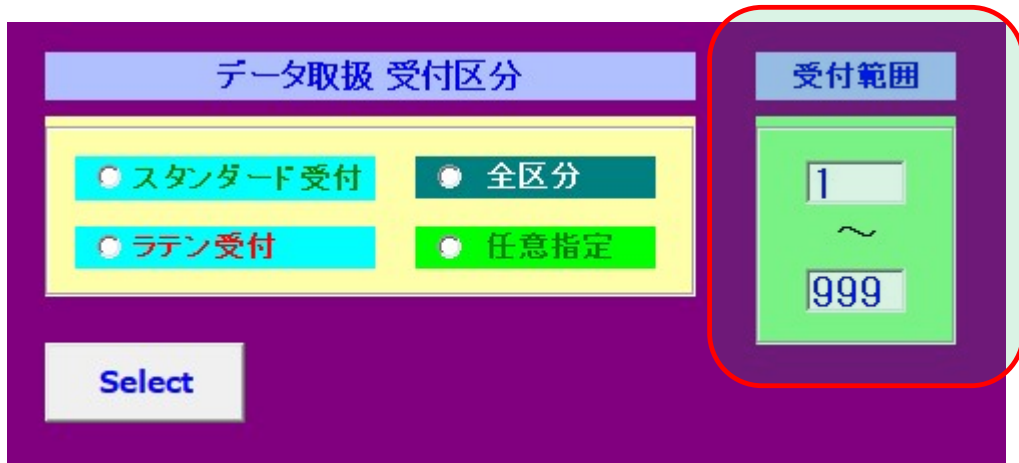 データ取扱 受付区分
受付範囲
スタンダード受付
全区分
ラテン受付
任意指定
1
～
999
Select